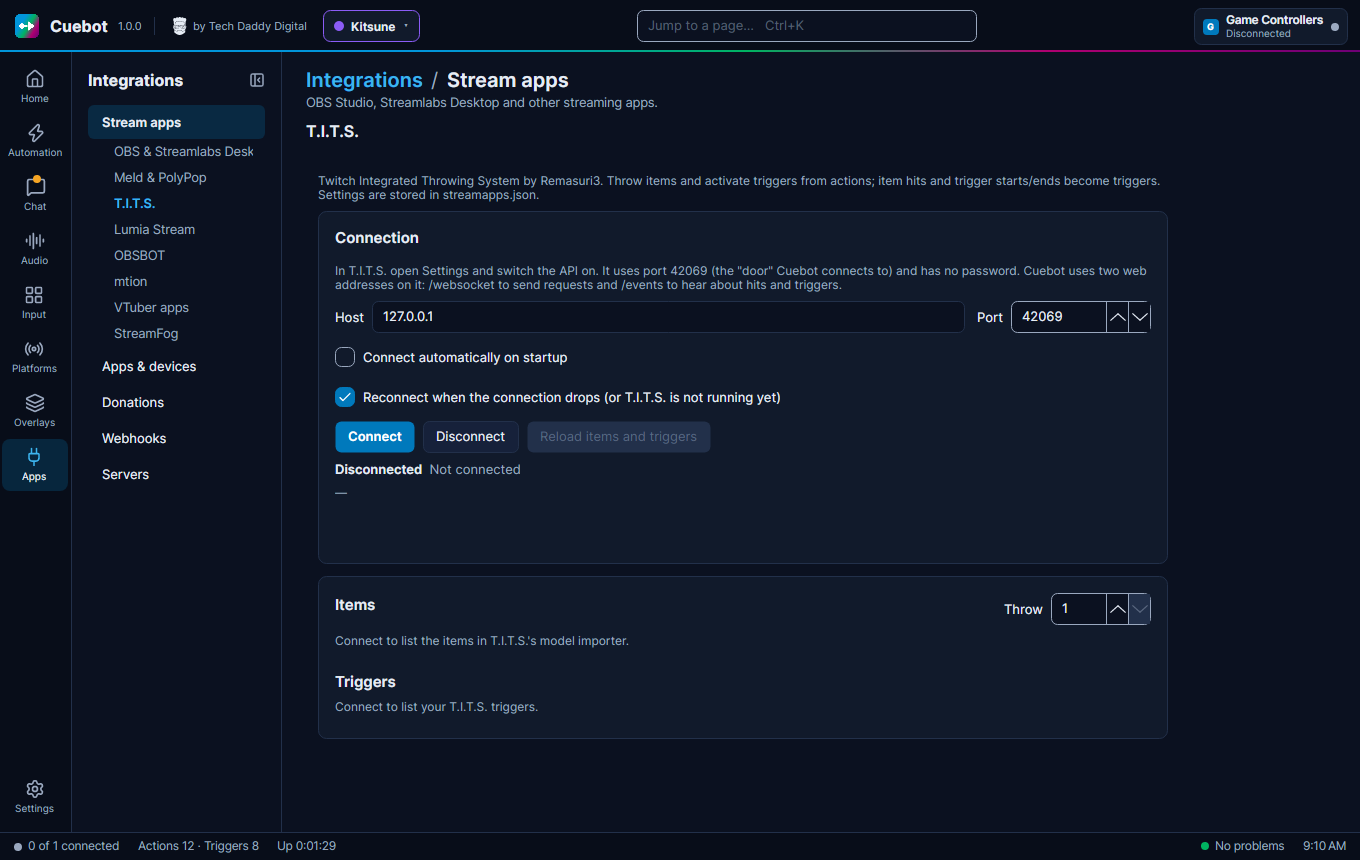 Cuebot 1.0.0 by Tech Daddy Digital Kitsune
Jump to a page... Ctrl+K
G Game Controllers
Disconnected
Home
Automation
Chat
Audio
Input
Platforms
Overlays
Apps
Settings
Integrations
Stream apps
OBS & Streamlabs Desk
Meld & PolyPop
T.I.T.S.
Lumia Stream
OBSBOT
mtion
VTuber apps
StreamFog
Apps & devices
Donations
Webhooks
Servers
Integrations / Stream apps
OBS Studio, Streamlabs Desktop and other streaming apps.
T.I.T.S.
Twitch Integrated Throwing System by Remasuri3. Throw items and activate triggers from actions; item hits and trigger starts/ends become triggers.
Settings are stored in streamapps.json.
Connection
In T.I.T.S. open Settings and switch the API on. It uses port 42069 (the "door" Cuebot connects to) and has no password. Cuebot uses two web
addresses on it: /websocket to send requests and /events to hear about hits and triggers.
Host 127.0.0.1 Port 42069
Connect automatically on startup
Reconnect when the connection drops (or T.I.T.S. is not running yet)
Connect Disconnect Reload items and triggers
Disconnected Not connected
—
Items Throw 1
Connect to list the items in T.I.T.S.'s model importer.
Triggers
Connect to list your T.I.T.S. triggers.
0 of 1 connected Actions 12 · Triggers 8 Up 0:01:29 No problems 9:10 AM